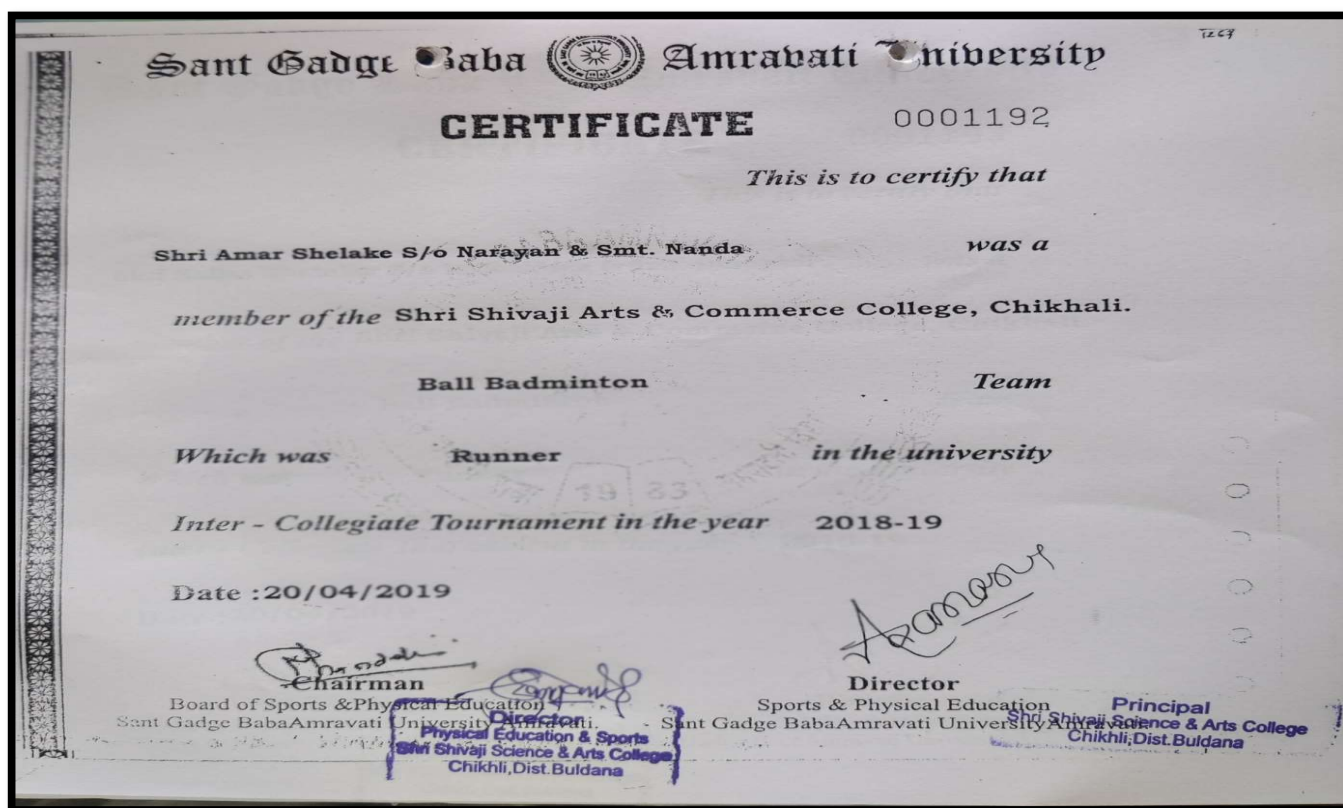 Sant Gadge Baba Amravati University
CERTIFICATE 0001192
This is to certify that
Shri Amar Shelake S/o Narayan & Smt. Nanda was a
member of the Shri Shivaji Arts & Commerce College, Chikhali.
Ball Badminton Team
Which was Runner in the university
19 83
Inter - Collegiate Tournament in the year 2018-19
Date :20/04/2019
Chairman
Board of Sports &Physical Education
Sant Gadge BabaAmravati University Amravati.
Director
Physical Education & Sports
Shri Shivaji Science & Arts College
Chikhli,Dist.Buldana
Director
Sports & Physical Education
Sant Gadge BabaAmravati University Amravati
Principal
Shri Shivaji Science & Arts College
Chikhli,Dist.Buldana